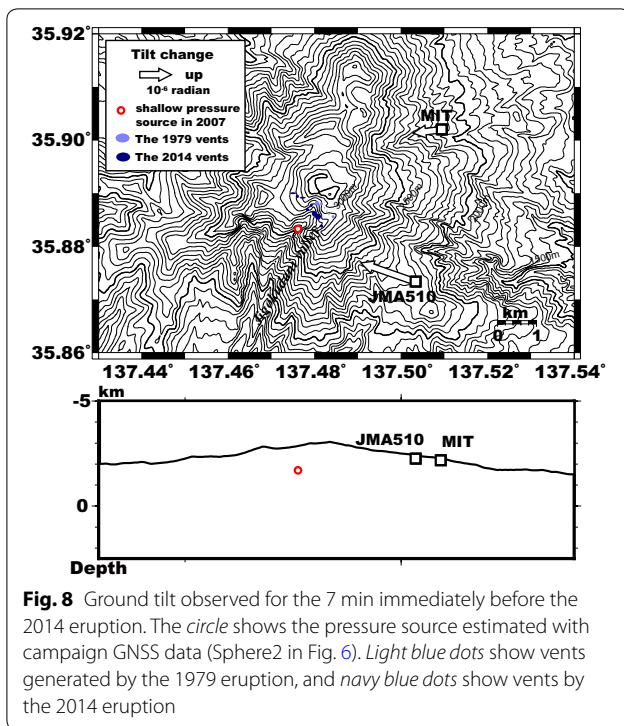 35.92˚
Tilt change
up
10-6 radian
shallow pressure
source in 2007
The 1979 vents
The 2014 vents
MIT
35.90˚
35.88˚
JMA510
km
0 1
35.86˚
137.44˚ 137.46˚ 137.48˚ 137.50˚ 137.52˚ 137.54˚
km
-5
JMA510
MIT
0
Depth
Fig. 8 Ground tilt observed for the 7 min immediately before the
2014 eruption. The circle shows the pressure source estimated with
campaign GNSS data (Sphere2 in Fig. 6). Light blue dots show vents
generated by the 1979 eruption, and navy blue dots show vents by
the 2014 eruption